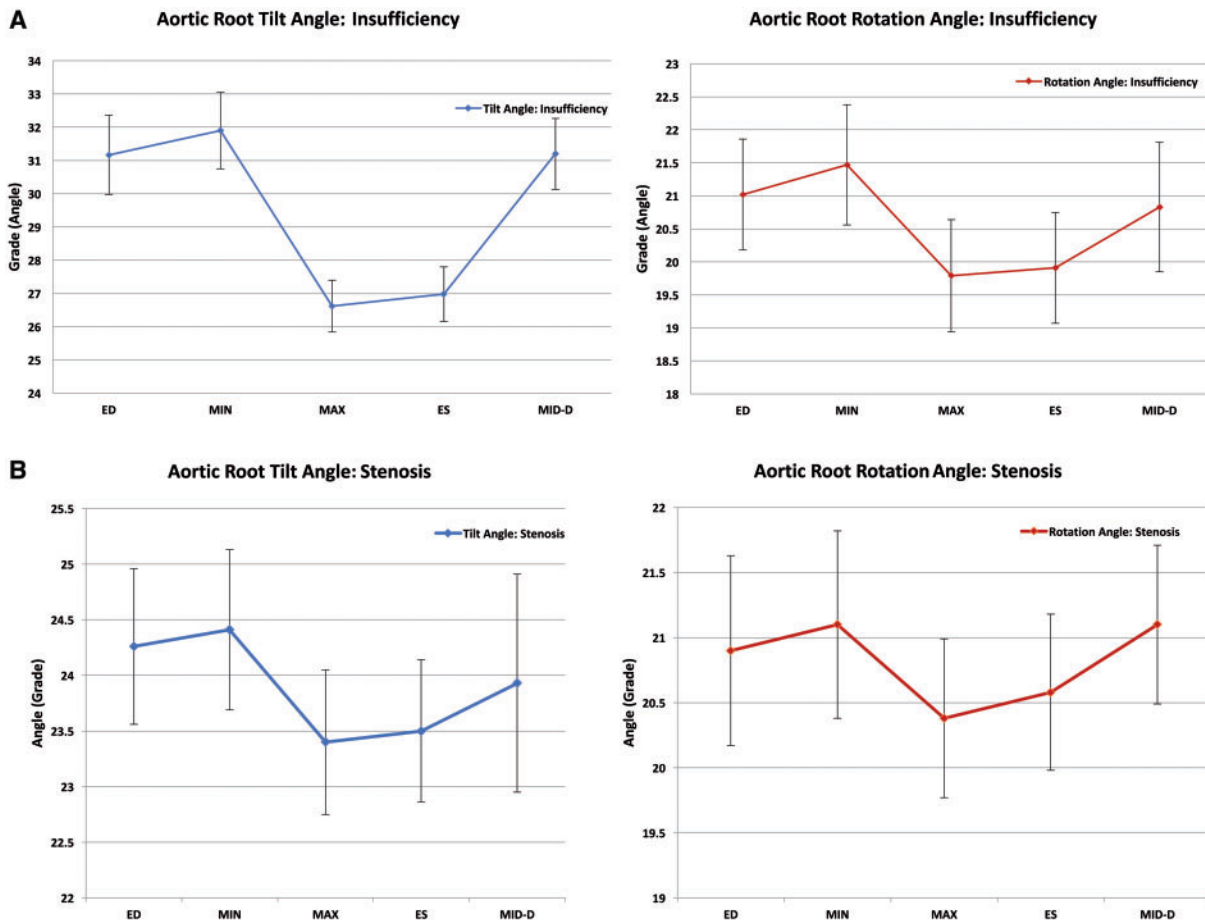 A
Aortic Root Tilt Angle: Insufficiency
34
33
32
31
30
29
28
27
26
25
24
Grade (Angle)
Tilt Angle: Insufficiency
ED MIN MAX ES MID-D
Aortic Root Rotation Angle: Insufficiency
23
22.5
22
21.5
21
20.5
20
19.5
19
18.5
18
Grade (Angle)
Rotation Angle: Insufficiency
ED MIN MAX ES MID-D
B
Aortic Root Tilt Angle: Stenosis
25.5
25
24.5
24
23.5
23
22.5
22
Angle (Grade)
Tilt Angle: Stenosis
ED MIN MAX ES MID-D
Aortic Root Rotation Angle: Stenosis
22
21.5
21
20.5
20
19.5
19
Angle (Grade)
Rotation Angle: Stenosis
ED MIN MAX ES MID-D